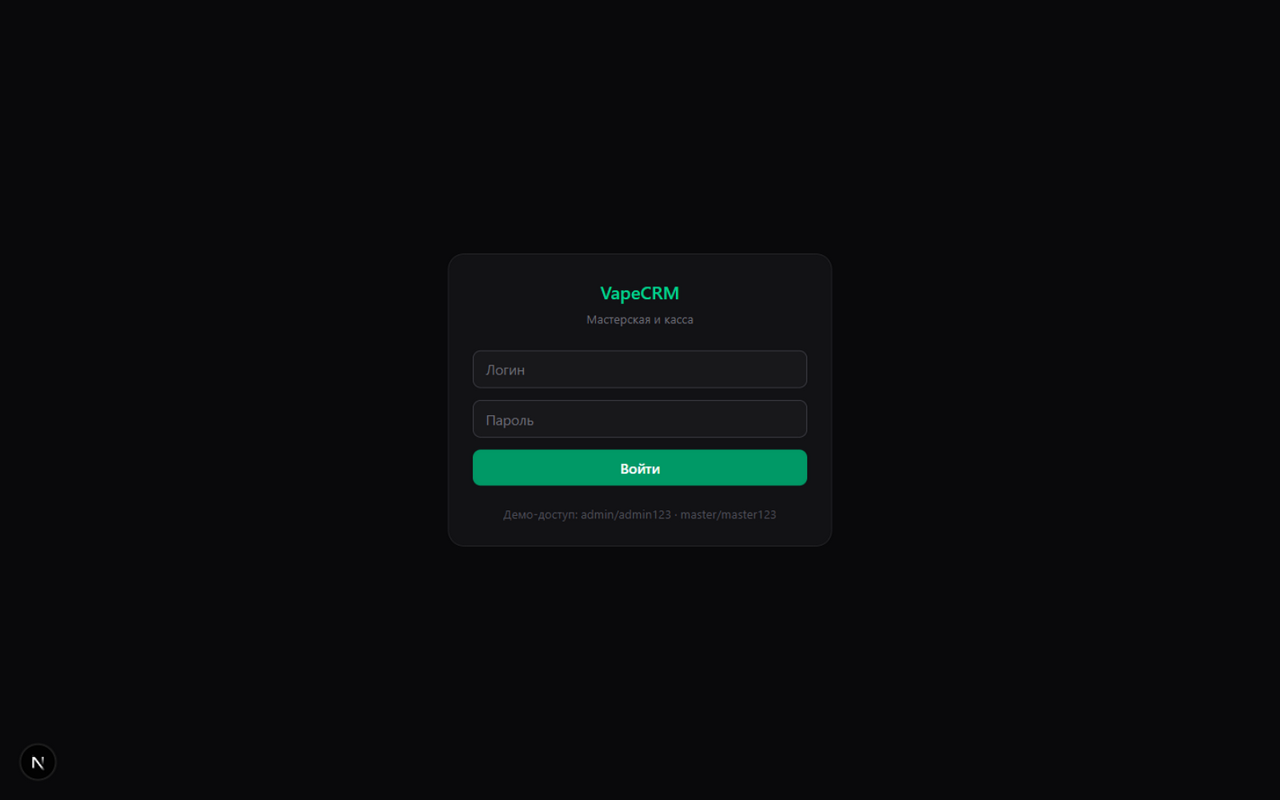 VapeCRM
Мастерская и касса
Логин
Пароль
Войти
Демо-доступ: admin/admin123 · master/master123
N